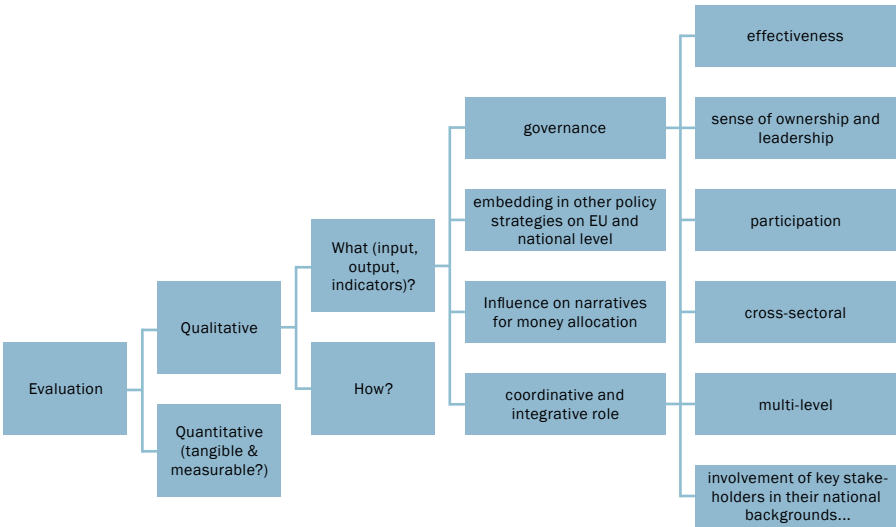 effectiveness
governance
sense of ownership and
leadership
embedding in other policy
strategies on EU and
national level
participation
What (input,
output,
indicators)?
Qualitative
Influence on narratives
for money allocation
cross-sectoral
Evaluation
How?
coordinative and
integrative role
multi-level
Quantitative
(tangible &
measurable?)
involvement of key stake-
holders in their national
backgrounds...